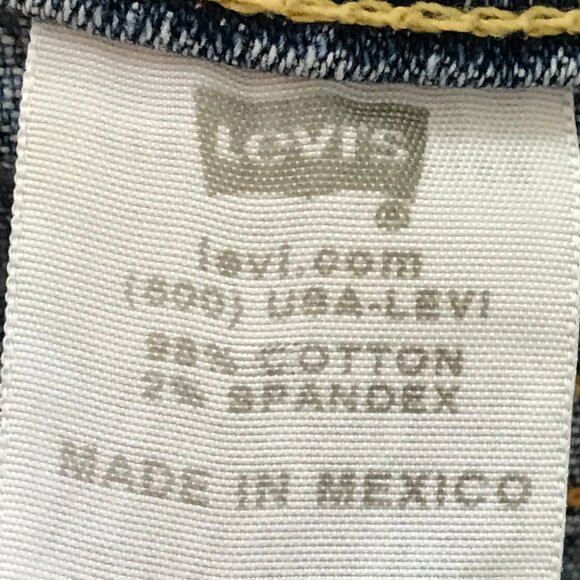 Levi's
®
levi.com
(800) USA-LEVI
98% COTTON
2% SPANDEX
MADE IN MEXICO